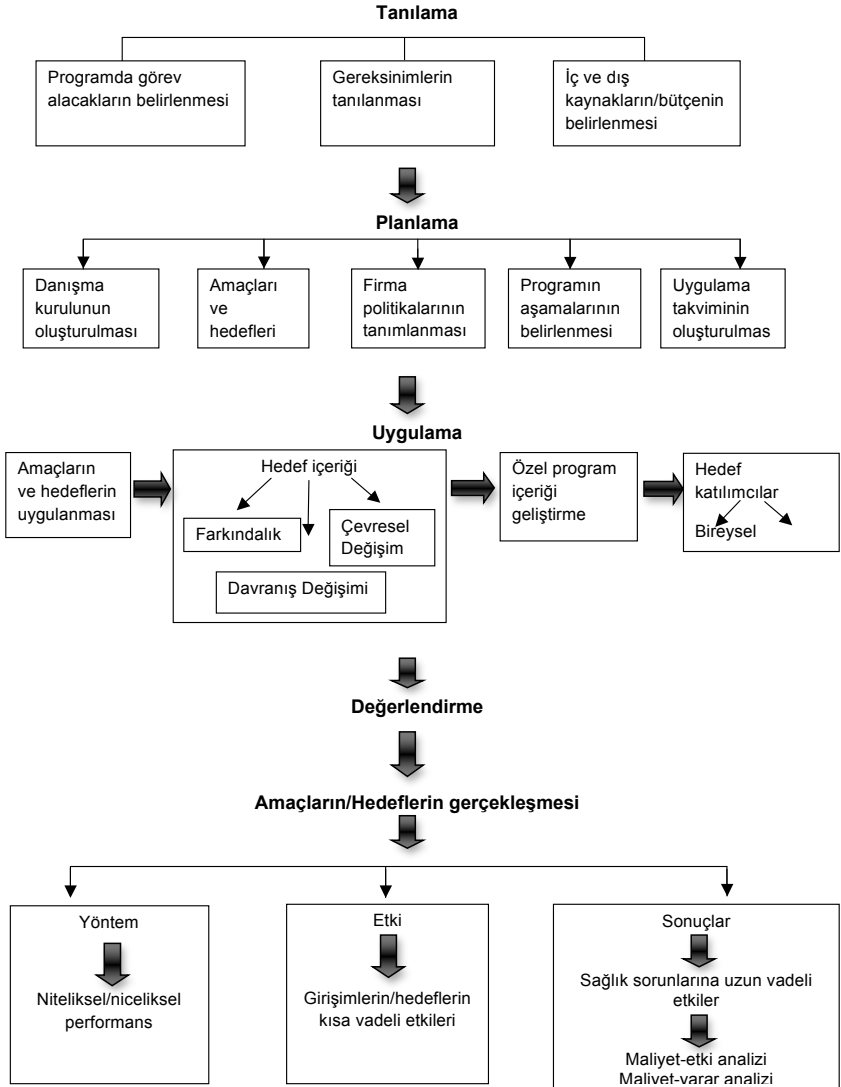 Tanılama
Programda görev
alacakların belirlenmesi
Gereksinimlerin
tanılanması
İç ve dış
kaynakların/bütçenin
belirlenmesi
Planlama
Danışma
kurulunun
oluşturulması
Amaçları
ve
hedefleri
Firma
politikalarının
tanımlanması
Programın
aşamalarının
belirlenmesi
Uygulama
takviminin
oluşturulmas
Uygulama
Amaçların
ve hedeflerin
uygulanması
Hedef içeriği
Farkındalık
Çevresel
Değişim
Davranış Değişimi
Özel program
içeriği
geliştirme
Hedef
katılımcılar
Bireysel
Değerlendirme
Amaçların/Hedeflerin gerçekleşmesi
Yöntem
Niteliksel/niceliksel
performans
Etki
Girişimlerin/hedeflerin
kısa vadeli etkileri
Sonuçlar
Sağlık sorunlarına uzun vadeli
etkiler
Maliyet-etki analizi
Maliyet-yarar analizi